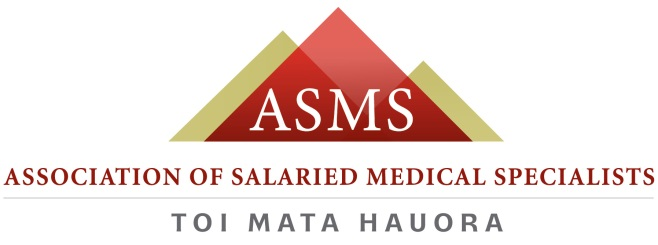 ASMS
ASSOCIATION OF SALARIED MEDICAL SPECIALISTS
TOI MATA HAUORA